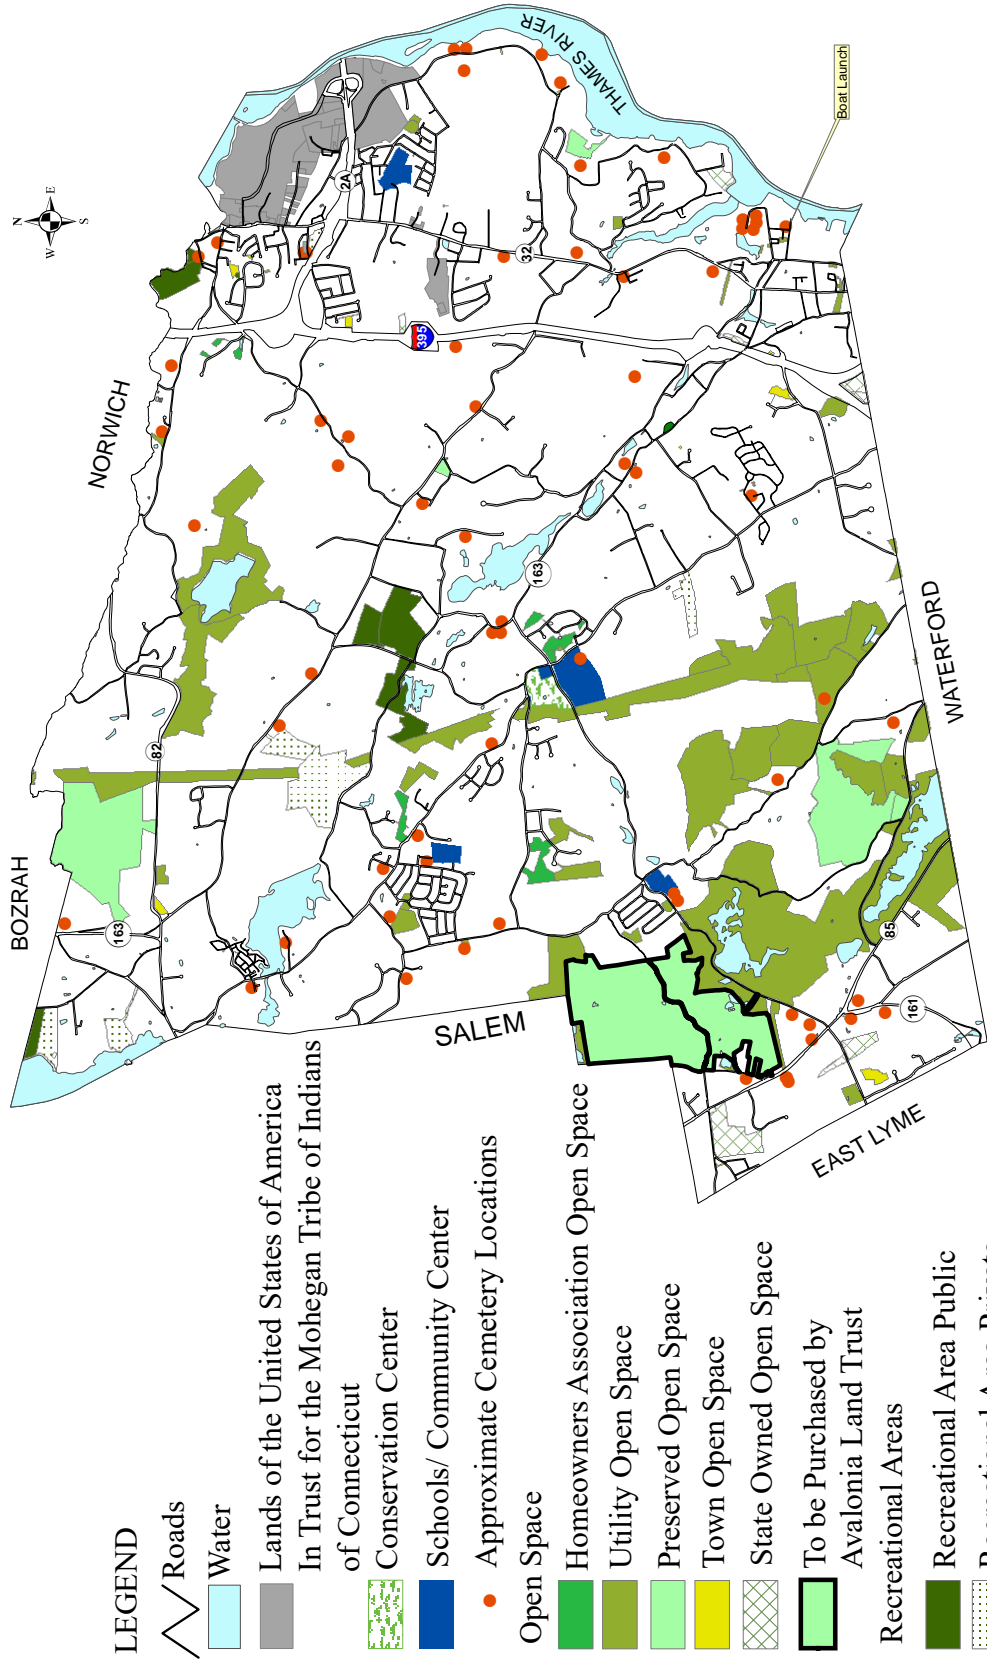 N
W
E
S
THAMES RIVER
NORWICH
BOZRAH
2A
32
395
Boat Launch
82
163
163
SALEM
WATERFORD
85
161
EAST LYME
LEGEND
Roads
Water
Lands of the United States of America
In Trust for the Mohegan Tribe of Indians
of Connecticut
Conservation Center
Schools/ Community Center
Approximate Cemetery Locations
Open Space
Homeowners Association Open Space
Utility Open Space
Preserved Open Space
Town Open Space
State Owned Open Space
To be Purchased by
Avalonia Land Trust
Recreational Areas
Recreational Area Public
Recreational Area Private